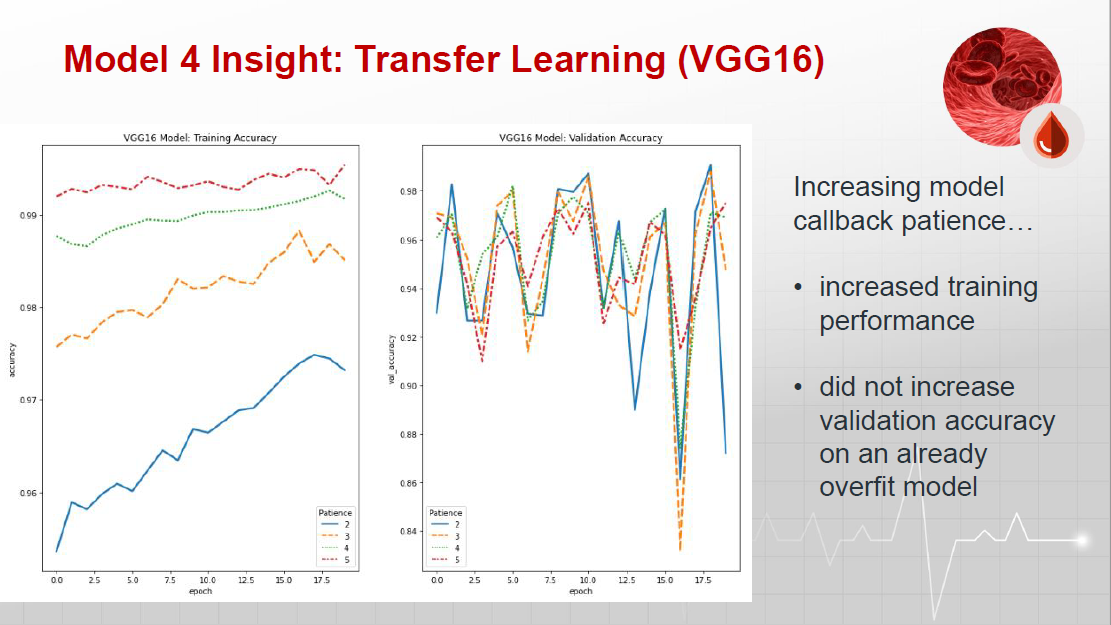 Model 4 Insight: Transfer Learning (VGG16)
VGG16 Model: Training Accuracy
accuracy
0.99
0.98
0.97
0.96
0.0 2.5 5.0 7.5 10.0 12.5 15.0 17.5
epoch
Patience
2
3
4
5
VGG16 Model: Validation Accuracy
val_accuracy
0.98
0.96
0.94
0.92
0.90
0.88
0.86
0.84
0.0 2.5 5.0 7.5 10.0 12.5 15.0 17.5
epoch
Patience
2
3
4
5
Increasing model
callback patience…
• increased training
performance
• did not increase
validation accuracy
on an already
overfit model